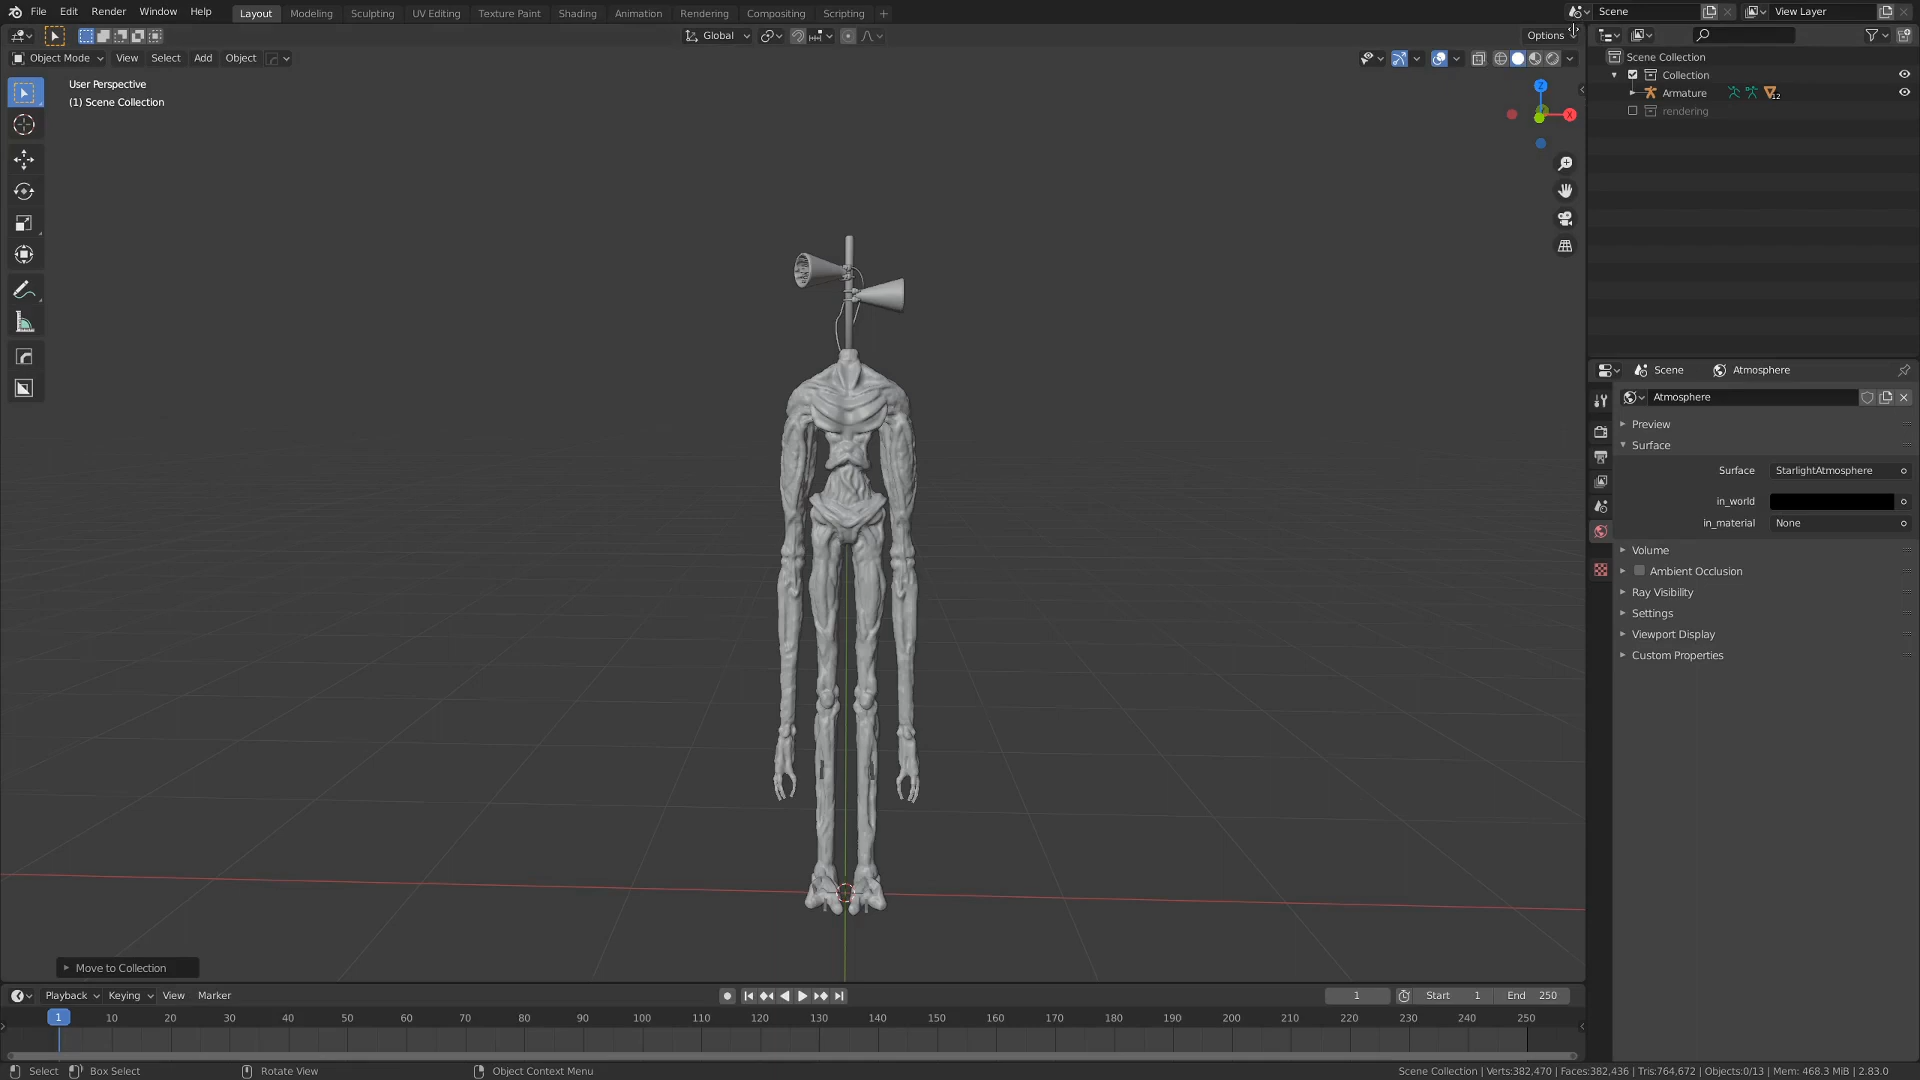 File Edit Render Window Help Layout Modeling Sculpting UV Editing Texture Paint Shading Animation Rendering Compositing Scripting + Scene View Layer
Global Options
Object Mode View Select Add Object
User Perspective
(1) Scene Collection
Z
X
Scene Collection
Collection
Armature 12
rendering
Scene Atmosphere
Atmosphere
Preview
Surface
Surface StarlightAtmosphere
in_world
in_material None
Volume
Ambient Occlusion
Ray Visibility
Settings
Viewport Display
Custom Properties
Move to Collection
Playback Keying View Marker 1 Start 1 End 250
1 10 20 30 40 50 60 70 80 90 100 110 120 130 140 150 160 170 180 190 200 210 220 230 240 250
Select Box Select Rotate View Object Context Menu Scene Collection | Verts:382,470 | Faces:382,436 | Tris:764,672 | Objects:0/13 | Mem: 468.3 MiB | 2.83.0